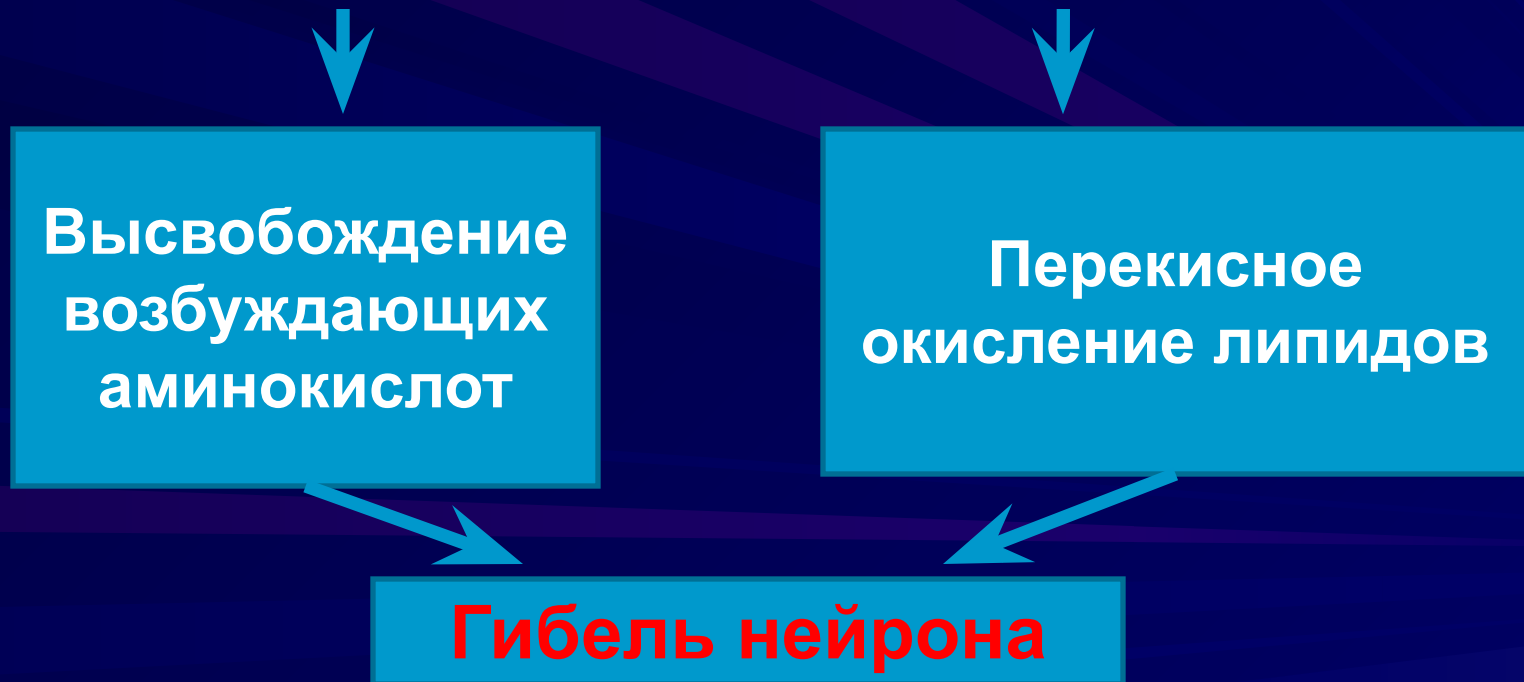 Высвобождение
возбуждающих
аминокислот
Перекисное
окисление липидов
Гибель нейрона